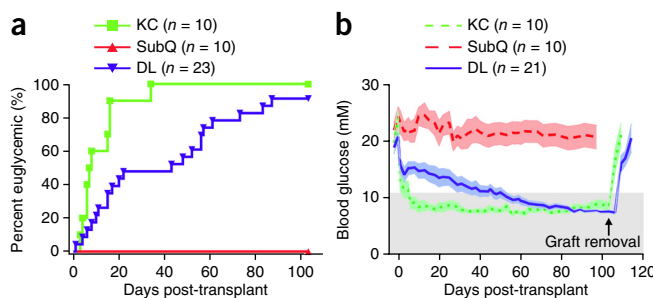 a
KC (n = 10)
SubQ (n = 10)
DL (n = 23)
Percent euglycemic (%)
100
80
60
40
20
0
0 20 40 60 80 100
Days post-transplant
b
KC (n = 10)
SubQ (n = 10)
DL (n = 21)
Blood glucose (mM)
30
20
10
0
Graft removal
0 20 40 60 80 100 120
Days post-transplant